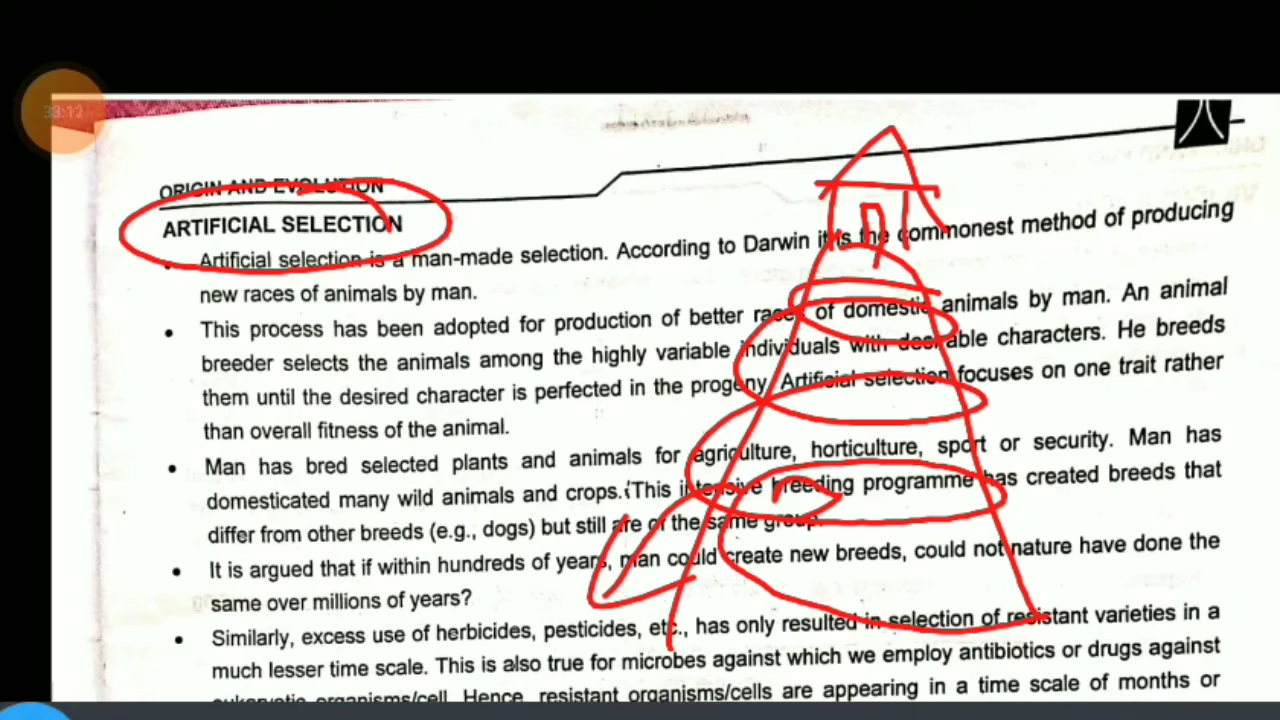 33:12
ORIGIN AND EVOLUTION
ARTIFICIAL SELECTION
• Artificial selection is a man-made selection. According to Darwin it is the commonest method of producing
new races of animals by man.
• This process has been adopted for production of better races of domestic animals by man. An animal
breeder selects the animals among the highly variable individuals with desirable characters. He breeds
them until the desired character is perfected in the progeny. Artificial selection focuses on one trait rather
than overall fitness of the animal.
• Man has bred selected plants and animals for agriculture, horticulture, sport or security. Man has
domesticated many wild animals and crops. This intensive breeding programme has created breeds that
differ from other breeds (e.g., dogs) but still are of the same group.
• It is argued that if within hundreds of years, man could create new breeds, could not nature have done the
same over millions of years?
• Similarly, excess use of herbicides, pesticides, etc., has only resulted in selection of resistant varieties in a
much lesser time scale. This is also true for microbes against which we employ antibiotics or drugs against
eukaryotic organisms/cell. Hence, resistant organisms/cells are appearing in a time scale of months or